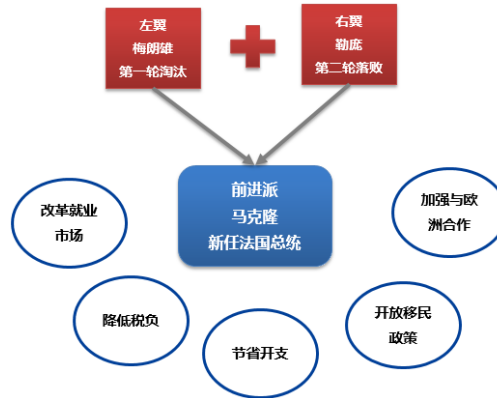 左翼
梅朗雄
第一轮淘汰
右翼
勒庞
第二轮落败
前进派
马克隆
新任法国总统
改革就业
市场
降低税负
节省开支
开放移民
政策
加强与欧
洲合作